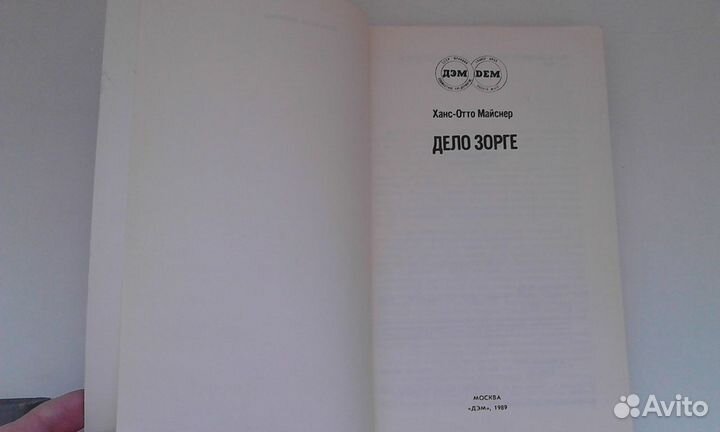 ДЭМ DEM
Ханс-Отто Майснер
ДЕЛО ЗОРГЕ
МОСКВА
«ДЭМ», 1989
Avito